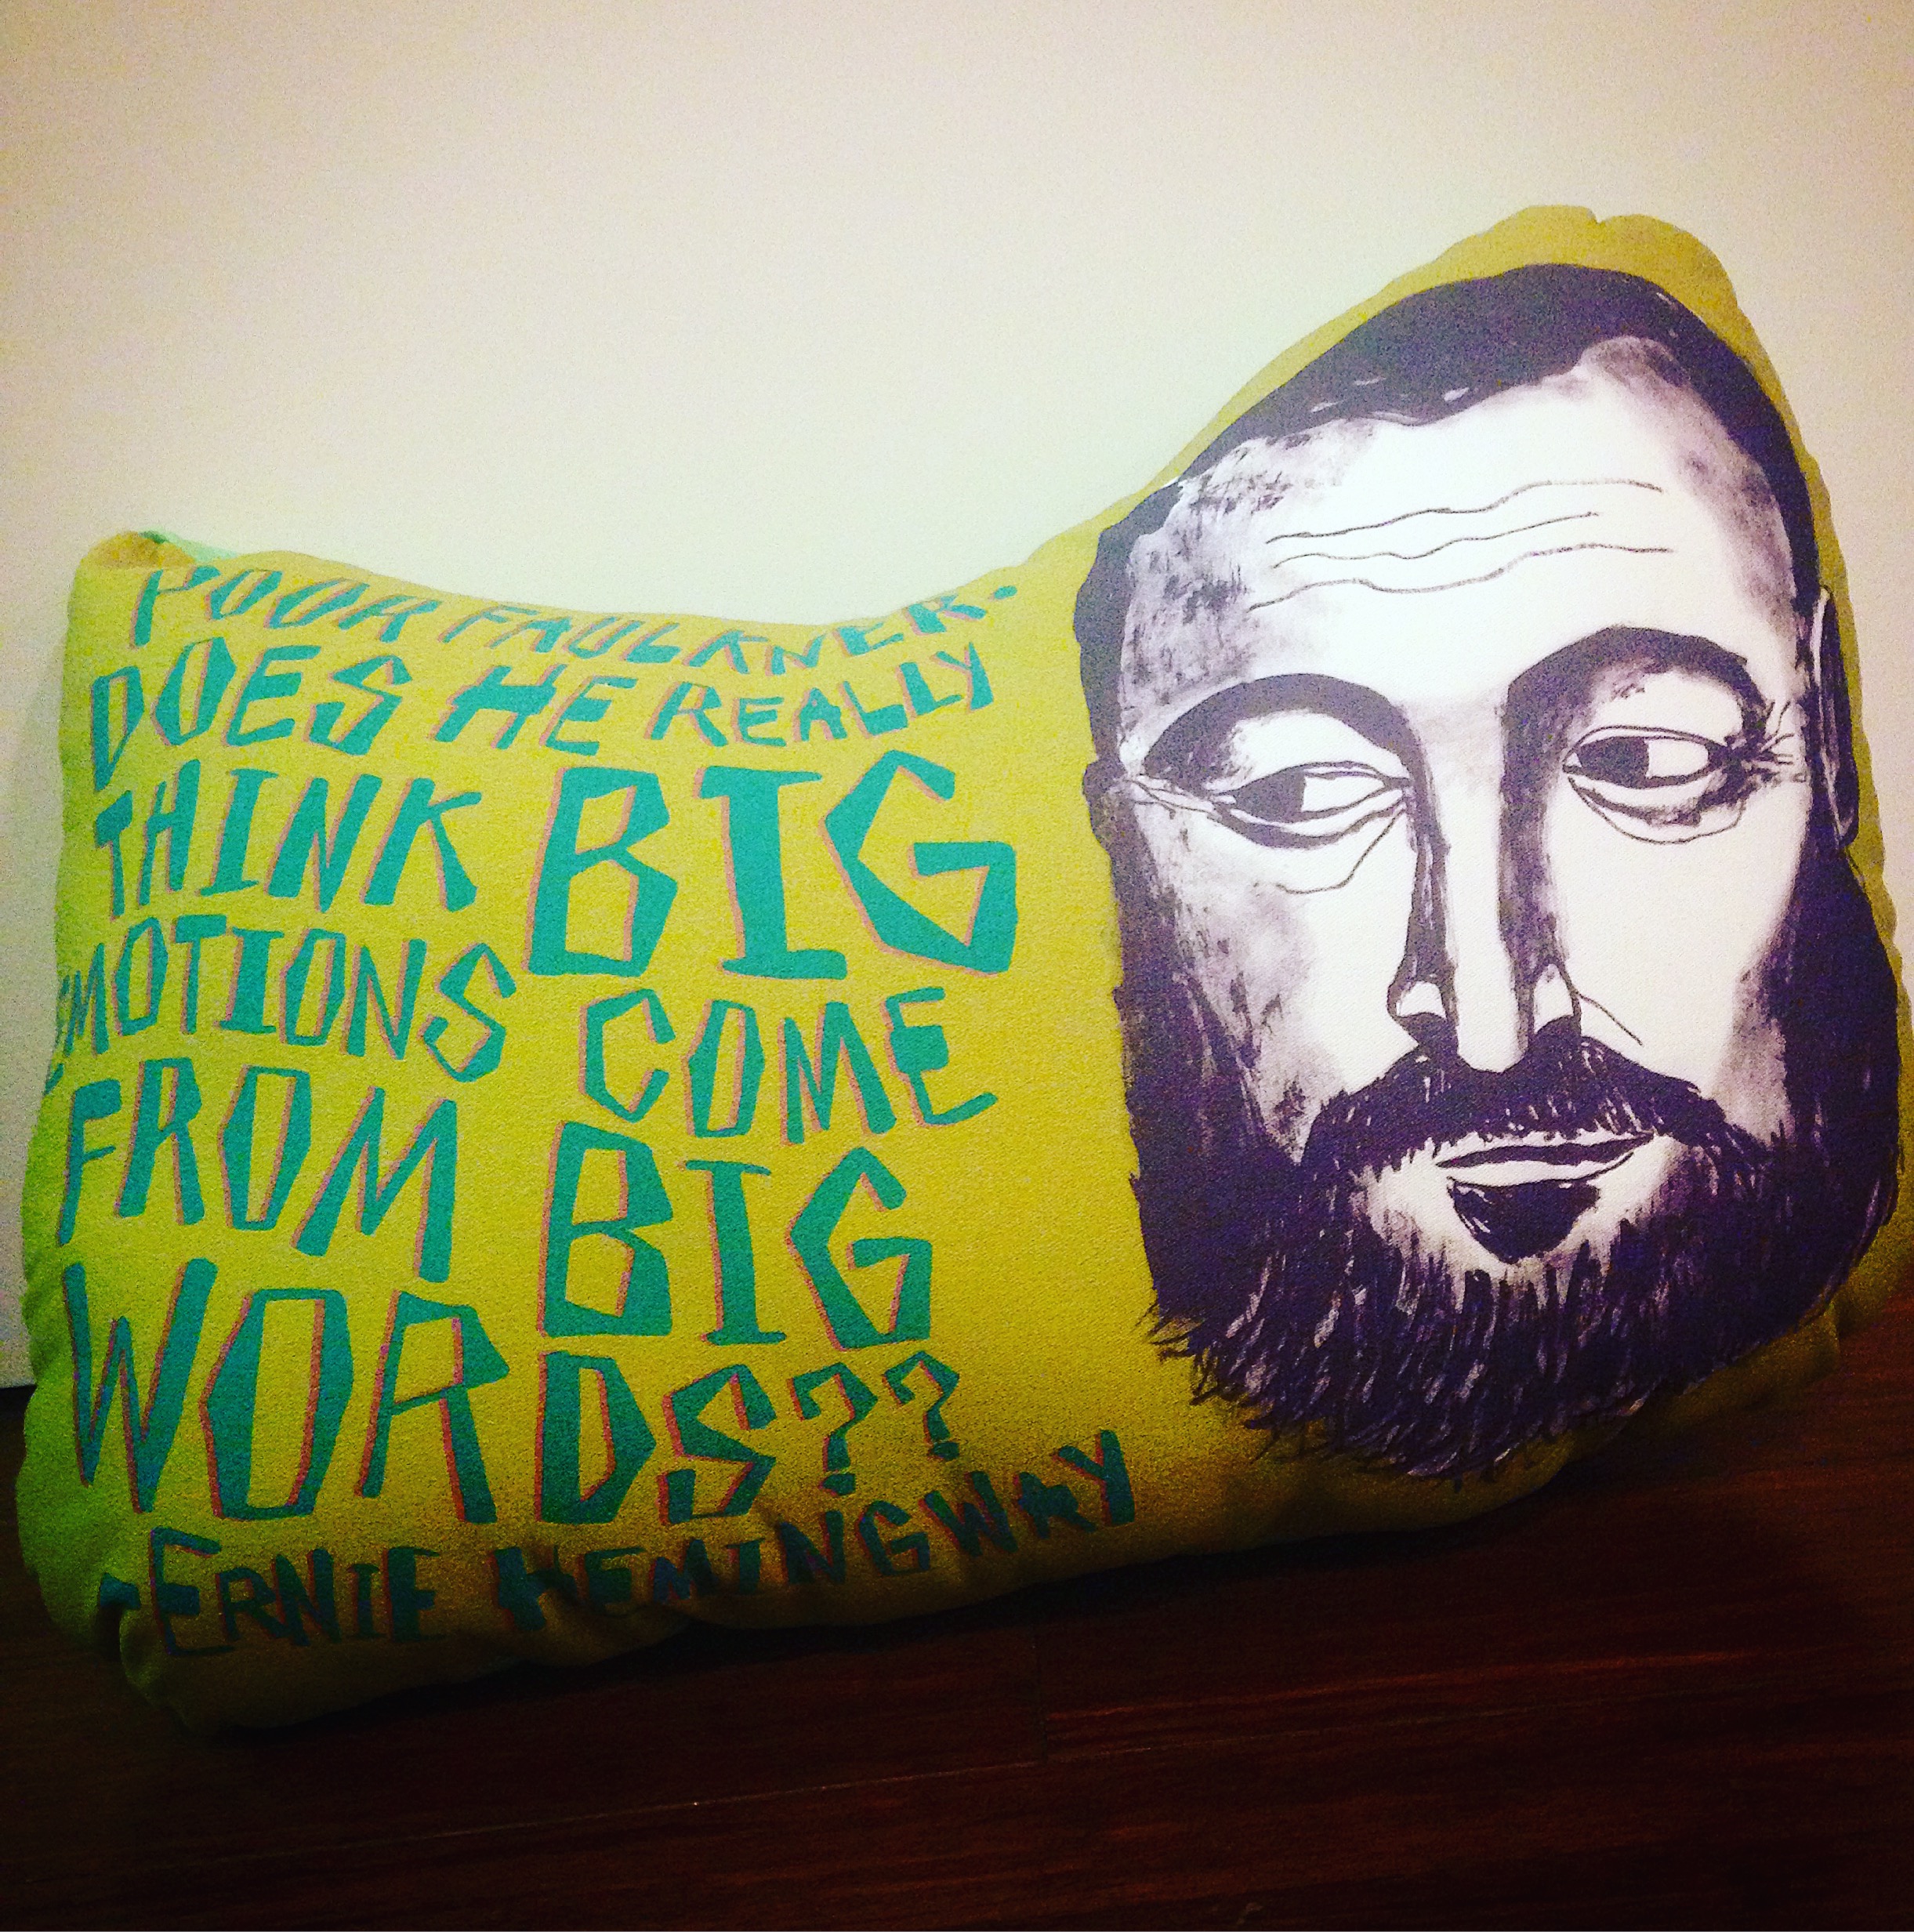 POOR FAULKNER.
DOES HE REALLY
THINK BIG
EMOTIONS COME
FROM BIG
WORDS??
-ERNIE HEMINGWAY